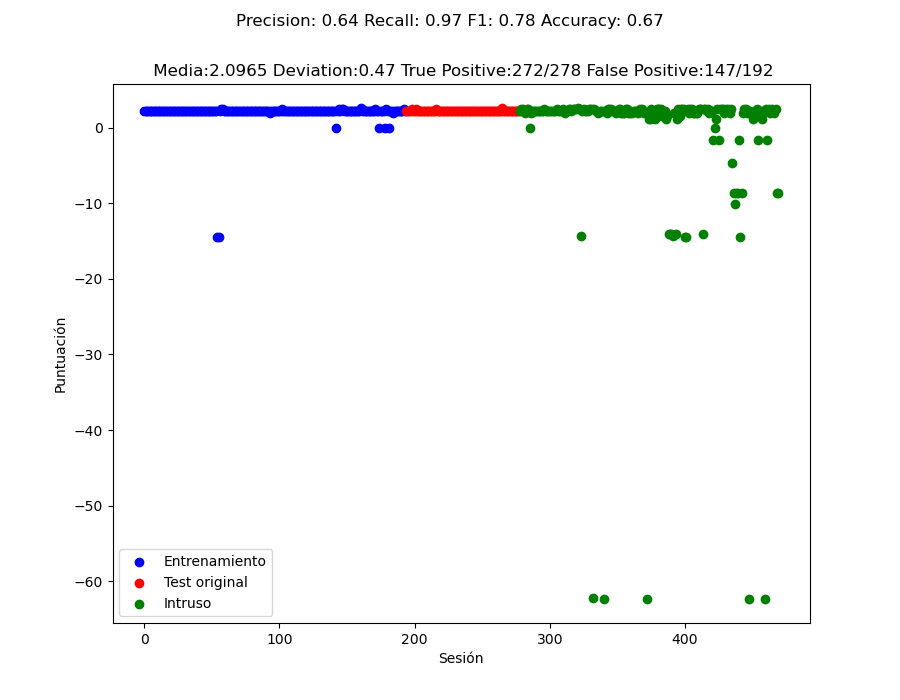 Precision: 0.64 Recall: 0.97 F1: 0.78 Accuracy: 0.67
Media:2.0965 Deviation:0.47 True Positive:272/278 False Positive:147/192
0
−10
−20
−30
−40
−50
−60
Puntuación
Entrenamiento
Test original
Intruso
0
100
200
300
400
Sesión